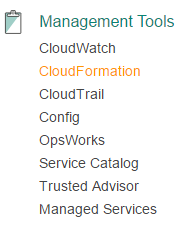 Management Tools
CloudWatch
CloudFormation
CloudTrail
Config
OpsWorks
Service Catalog
Trusted Advisor
Managed Services